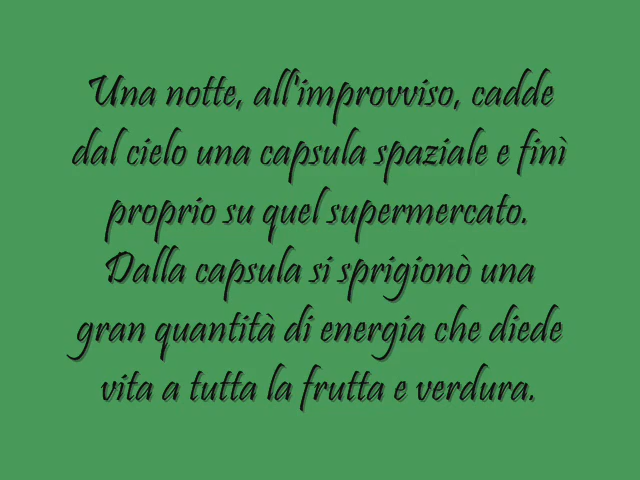 Una notte, all'improvviso, cadde
dal cielo una capsula spaziale e finì
proprio su quel supermercato.
Dalla capsula si sprigionò una
gran quantità di energia che diede
vita a tutta la frutta e verdura.